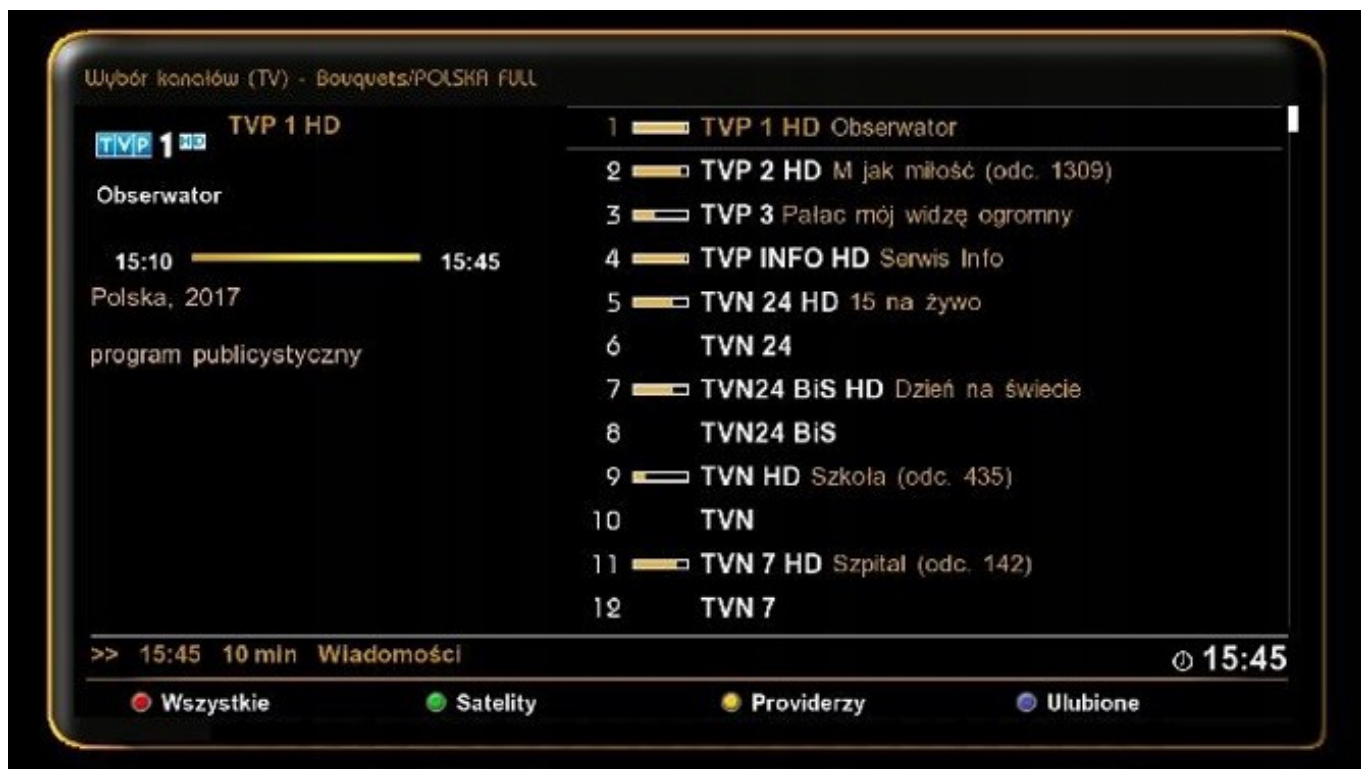 Wybór kanałów (TV) - Bouquets/POLSKA FULL
TVP 1 HD
TVP 1 HD
Obserwator
15:10 15:45
Polska, 2017
program publicystyczny
1 TVP 1 HD Obserwator
2 TVP 2 HD M jak miłość (odc. 1309)
3 TVP 3 Pałac mój widzę ogromny
4 TVP INFO HD Serwis Info
5 TVN 24 HD 15 na żywo
6 TVN 24
7 TVN24 BiS HD Dzień na świecie
8 TVN24 BiS
9 TVN HD Szkoła (odc. 435)
10 TVN
11 TVN 7 HD Szpital (odc. 142)
12 TVN 7
>> 15:45 10 min Wiadomości
15:45
Wszystkie Satelity Providerzy Ulubione